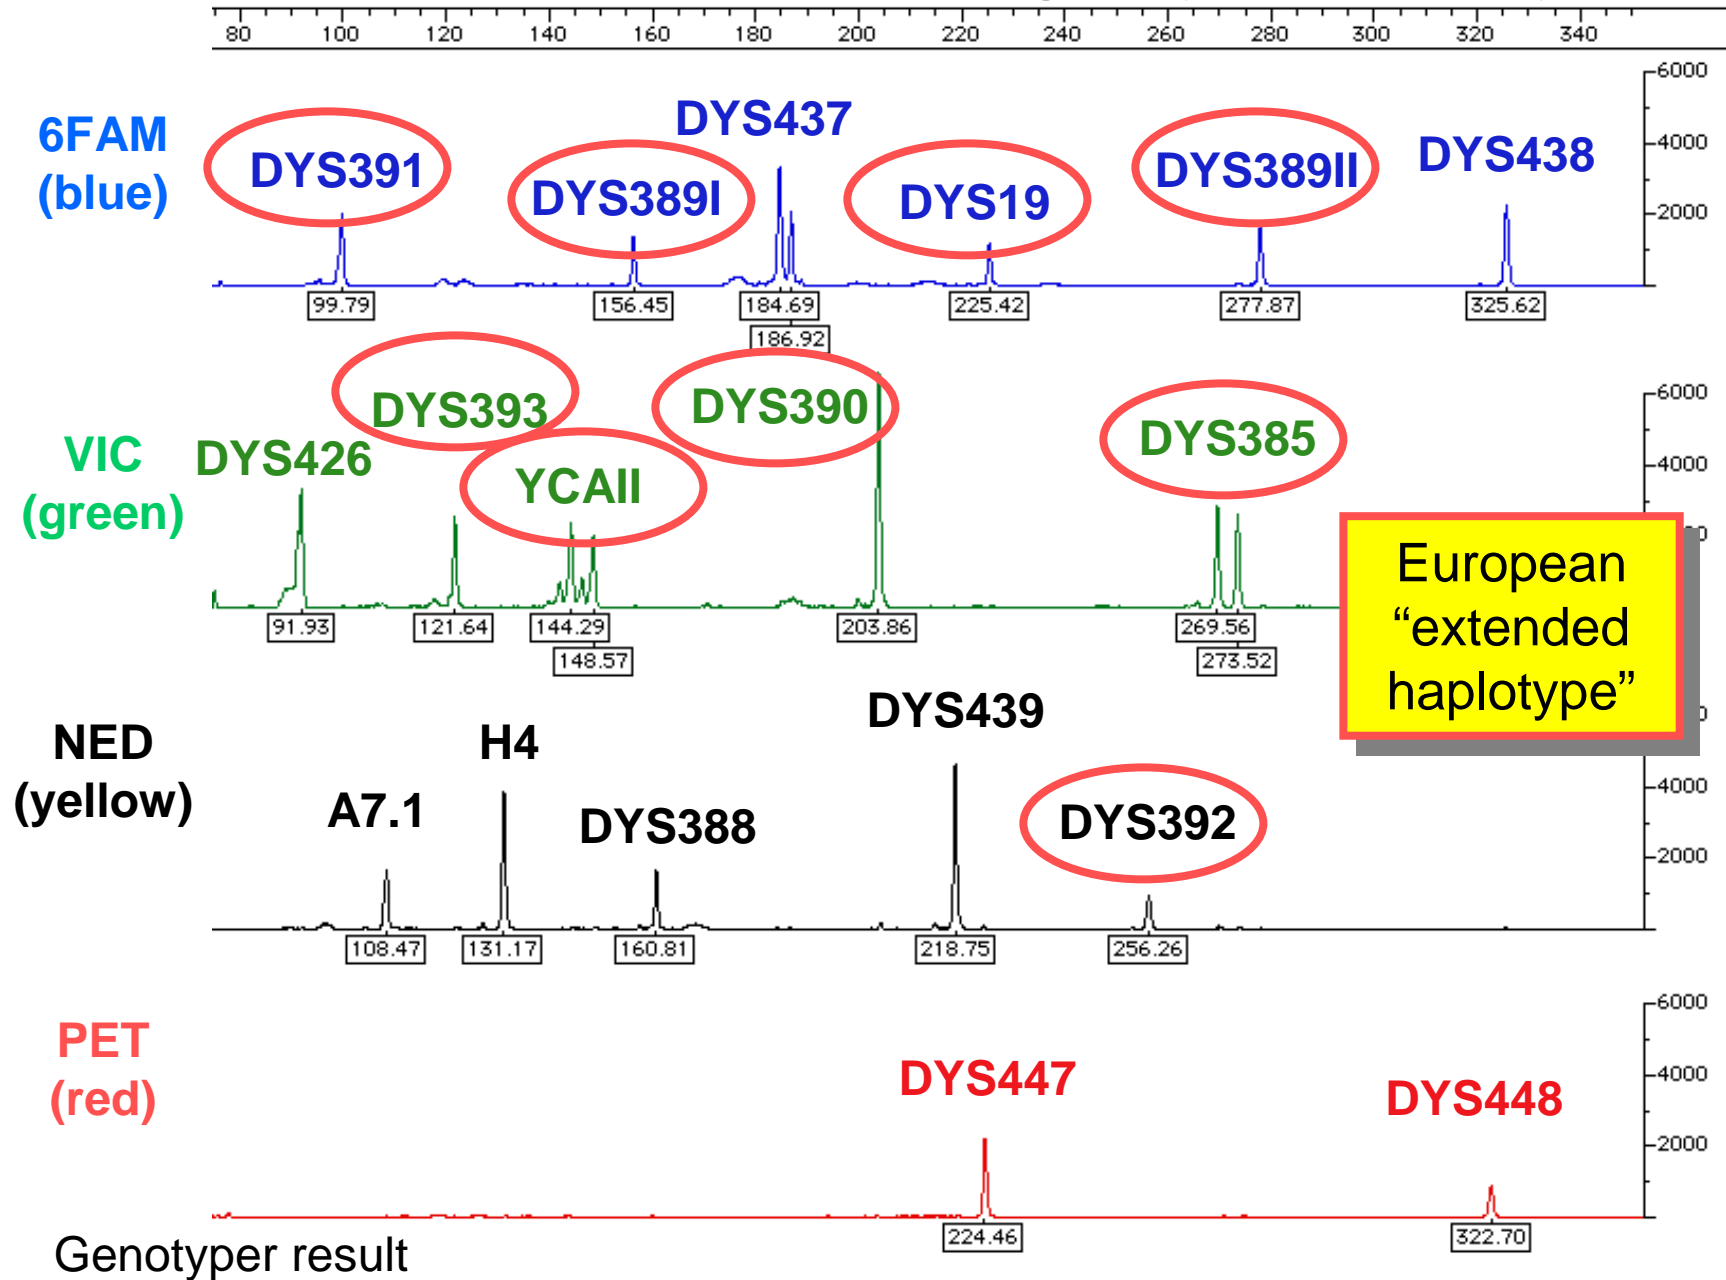 80 100 120 140 160 180 200 220 240 260 280 300 320 340
6000
4000
2000
6FAM
(blue)
DYS391
DYS389I
DYS437
DYS19
DYS389II
DYS438
99.79 156.45 184.69 225.42 277.87 325.62
186.92
6000
4000
VIC
(green)
DYS426
DYS393
YCAII
DYS390
DYS385
91.93 121.64 144.29 203.86 269.56
148.57 273.52
European
“extended
haplotype”
NED
(yellow)
A7.1
H4
DYS388
DYS439
DYS392
4000
2000
108.47 131.17 160.81 218.75 256.26
6000
4000
2000
PET
(red)
DYS447
DYS448
224.46 322.70
Genotyper result